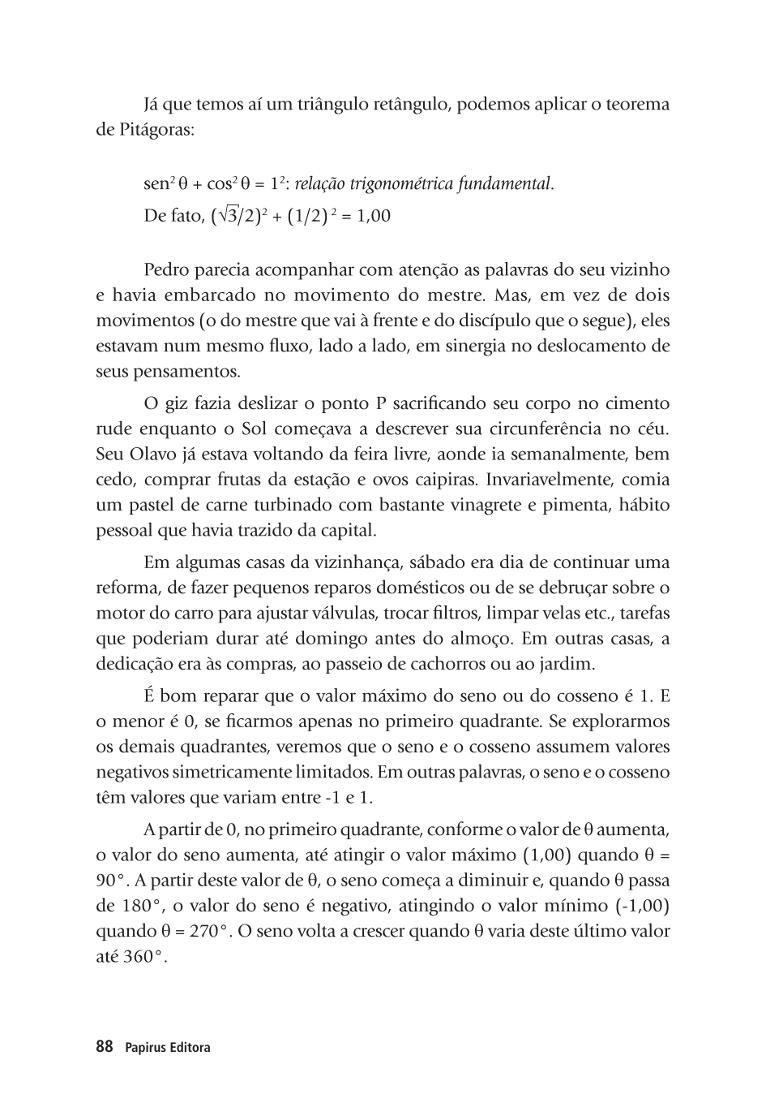 Já que temos aí um triângulo retângulo, podemos aplicar o teorema
de Pitágoras:
sen² θ + cos² θ = 1²: relação trigonométrica fundamental.
De fato, (√3/2)² + (1/2) ² = 1,00
Pedro parecia acompanhar com atenção as palavras do seu vizinho
e havia embarcado no movimento do mestre. Mas, em vez de dois
movimentos (o do mestre que vai à frente e do discípulo que o segue), eles
estavam num mesmo fluxo, lado a lado, em sinergia no deslocamento de
seus pensamentos.
O giz fazia deslizar o ponto P sacrificando seu corpo no cimento
rude enquanto o Sol começava a descrever sua circunferência no céu.
Seu Olavo já estava voltando da feira livre, aonde ia semanalmente, bem
cedo, comprar frutas da estação e ovos caipiras. Invariavelmente, comia
um pastel de carne turbinado com bastante vinagrete e pimenta, hábito
pessoal que havia trazido da capital.
Em algumas casas da vizinhança, sábado era dia de continuar uma
reforma, de fazer pequenos reparos domésticos ou de se debruçar sobre o
motor do carro para ajustar válvulas, trocar filtros, limpar velas etc., tarefas
que poderiam durar até domingo antes do almoço. Em outras casas, a
dedicação era às compras, ao passeio de cachorros ou ao jardim.
É bom reparar que o valor máximo do seno ou do cosseno é 1. E
o menor é 0, se ficarmos apenas no primeiro quadrante. Se explorarmos
os demais quadrantes, veremos que o seno e o cosseno assumem valores
negativos simetricamente limitados. Em outras palavras, o seno e o cosseno
têm valores que variam entre -1 e 1.
A partir de 0, no primeiro quadrante, conforme o valor de θ aumenta,
o valor do seno aumenta, até atingir o valor máximo (1,00) quando θ =
90°. A partir deste valor de θ, o seno começa a diminuir e, quando θ passa
de 180°, o valor do seno é negativo, atingindo o valor mínimo (-1,00)
quando θ = 270°. O seno volta a crescer quando θ varia deste último valor
até 360°.
88 Papirus Editora